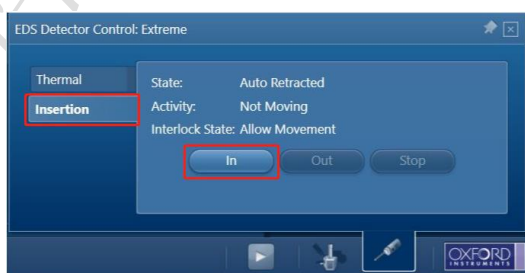 EDS Detector Control: Extreme
Thermal
Insertion
State: Auto Retracted
Activity: Not Moving
Interlock State: Allow Movement
In Out Stop
OXFORD
INSTRUMENTS